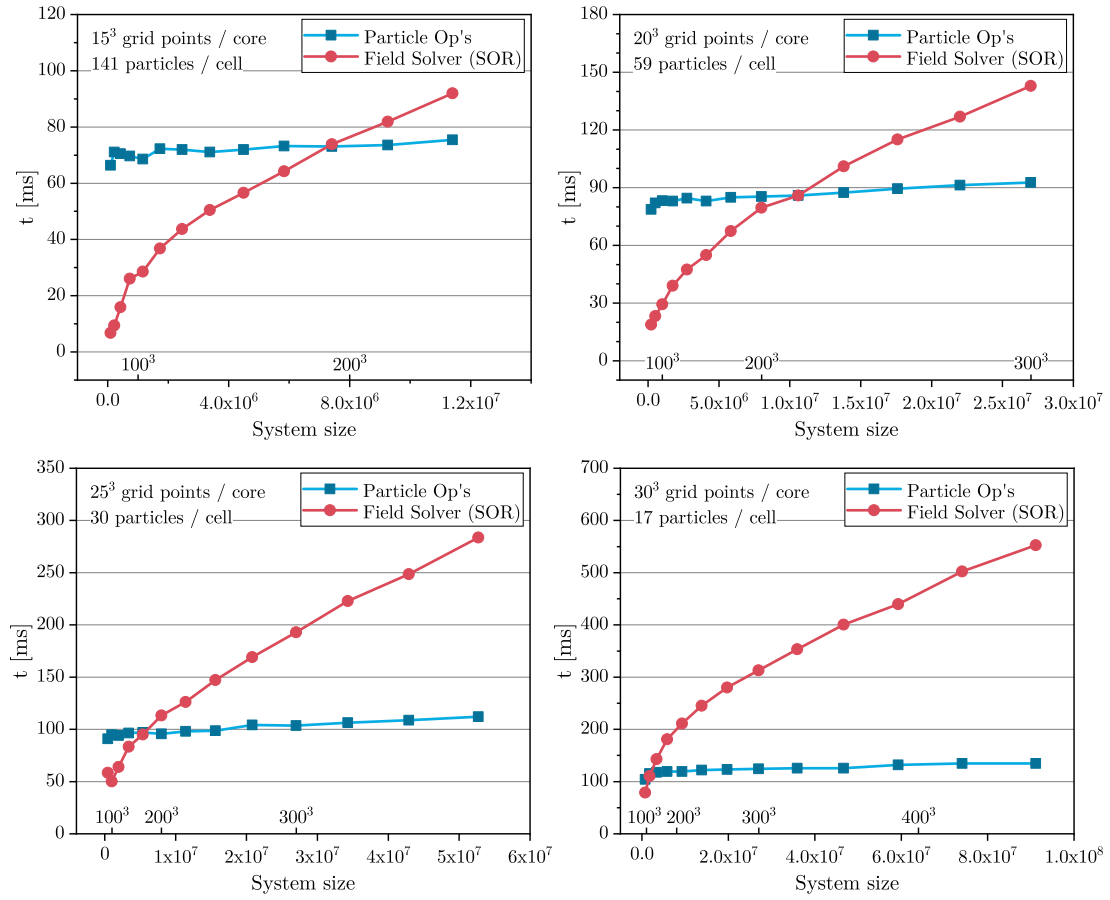 15³ grid points / core
141 particles / cell
Particle Op's
Field Solver (SOR)
120
100
80
60
40
20
0
t [ms]
100³
200³
0.0
4.0x10⁶
8.0x10⁶
1.2x10⁷
System size
20³ grid points / core
59 particles / cell
Particle Op's
Field Solver (SOR)
180
150
120
90
60
30
0
t [ms]
100³
200³
300³
0.0
5.0x10⁶
1.0x10⁷
1.5x10⁷
2.0x10⁷
2.5x10⁷
3.0x10⁷
System size
25³ grid points / core
30 particles / cell
Particle Op's
Field Solver (SOR)
350
300
250
200
150
100
50
0
t [ms]
100³
200³
300³
0
1x10⁷
2x10⁷
3x10⁷
4x10⁷
5x10⁷
6x10⁷
System size
30³ grid points / core
17 particles / cell
Particle Op's
Field Solver (SOR)
700
600
500
400
300
200
100
0
t [ms]
100³
200³
300³
400³
0.0
2.0x10⁷
4.0x10⁷
6.0x10⁷
8.0x10⁷
1.0x10⁸
System size